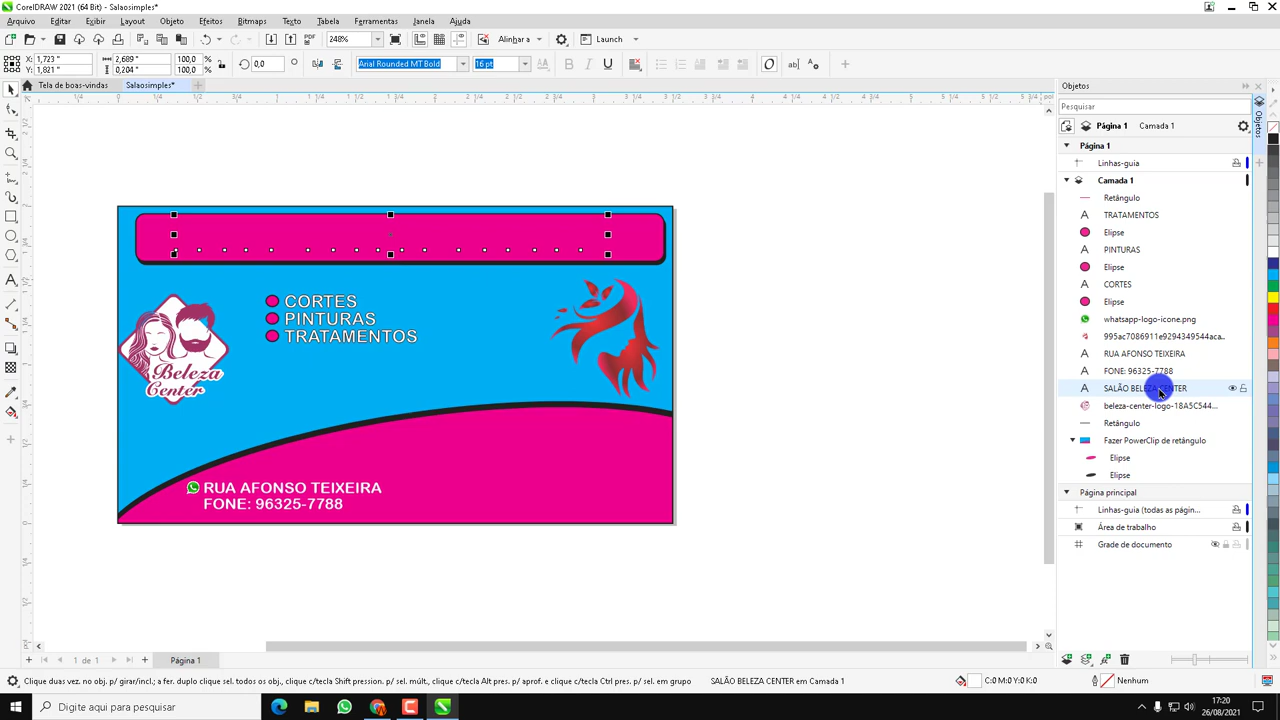 CorelDRAW 2021 (64 Bit) - Salaosimples*
Arquivo Editar Exibir Layout Objeto Efeitos Bitmaps Texto Tabela Ferramentas Janela Ajuda
248% PDF Alinhar a Launch
X: 1,723 " 2,689 " 100,0 % 0,0 Arial Rounded MT Bold 16 pt
Y: 1,821 " 0,204 " 100,0 %
Tela de boas-vindas Salaosimples*
Objetos
Pesquisar
Página 1 Camada 1
Página 1
Linhas-guia
Camada 1
Retângulo
TRATAMENTOS
Elipse
PINTURAS
Elipse
CORTES
Elipse
whatsapp-logo-icone.png
995ac7086911e9294349544aca...
RUA AFONSO TEIXEIRA
FONE: 96325-7788
SALÃO BELEZA CENTER
beleza-center-logo-18A5C544...
Retângulo
Fazer PowerClip de retângulo
Elipse
Elipse
Página principal
Linhas-guia (todas as págin...
Área de trabalho
Grade de documento
Objetos
CORTES
PINTURAS
TRATAMENTOS
Beleza
Center
RUA AFONSO TEIXEIRA
FONE: 96325-7788
1 de 1 Página 1
Clique duas vez. no obj. p/ girar/incl.; a fer. duplo clique sel. todos os obj.; clique c/tecla Shift pression. p/ sel. múlt.; clique c/tecla Alt pres. p/ aprof. e clique c/tecla Ctrl pres. p/ sel. em grupo SALÃO BELEZA CENTER em Camada 1 C:0 M:0 Y:0 K:0 Nenhum
Digite aqui para pesquisar
17:20
26/08/2021